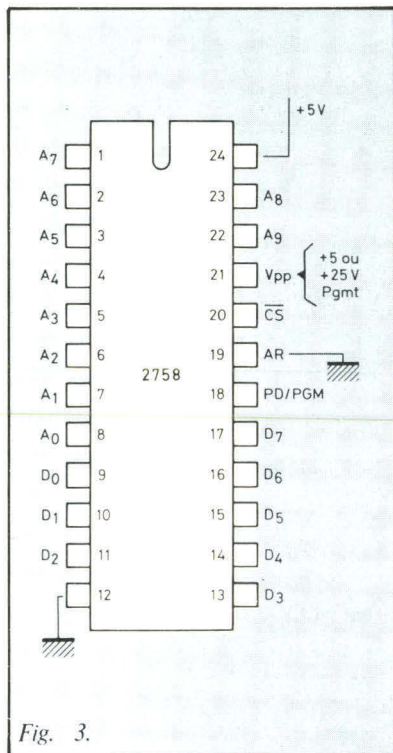 +5V
A7 1 24
A6 2 23 A8
A5 3 22 A9
A4 4 21 Vpp +5 ou
+25 V
Pgmt
A3 5 20 CS
A2 6 19 AR
A1 7 2758 18 PD/PGM
A0 8 17 D7
D0 9 16 D6
D1 10 15 D5
D2 11 14 D4
12 13 D3
Fig. 3.